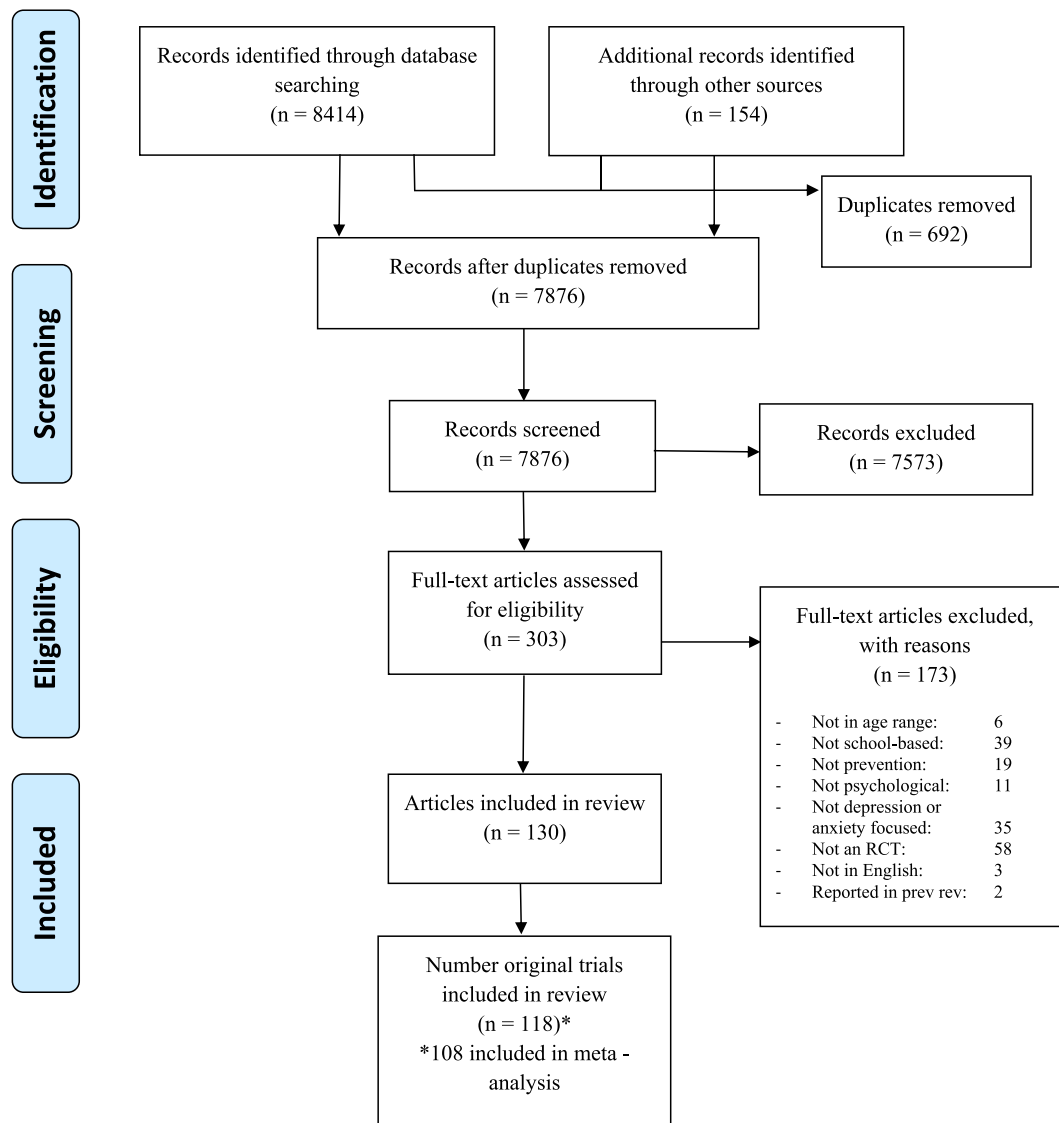 Identification
Records identified through database
searching
(n = 8414)
Additional records identified
through other sources
(n = 154)
Duplicates removed
(n = 692)
Records after duplicates removed
(n = 7876)
Screening
Records screened
(n = 7876)
Records excluded
(n = 7573)
Eligibility
Full-text articles assessed
for eligibility
(n = 303)
Full-text articles excluded,
with reasons
(n = 173)
- Not in age range: 6
- Not school-based: 39
- Not prevention: 19
- Not psychological: 11
- Not depression or
anxiety focused: 35
- Not an RCT: 58
- Not in English: 3
- Reported in prev rev: 2
Included
Articles included in review
(n = 130)
Number original trials
included in review
(n = 118)*
*108 included in meta -
analysis